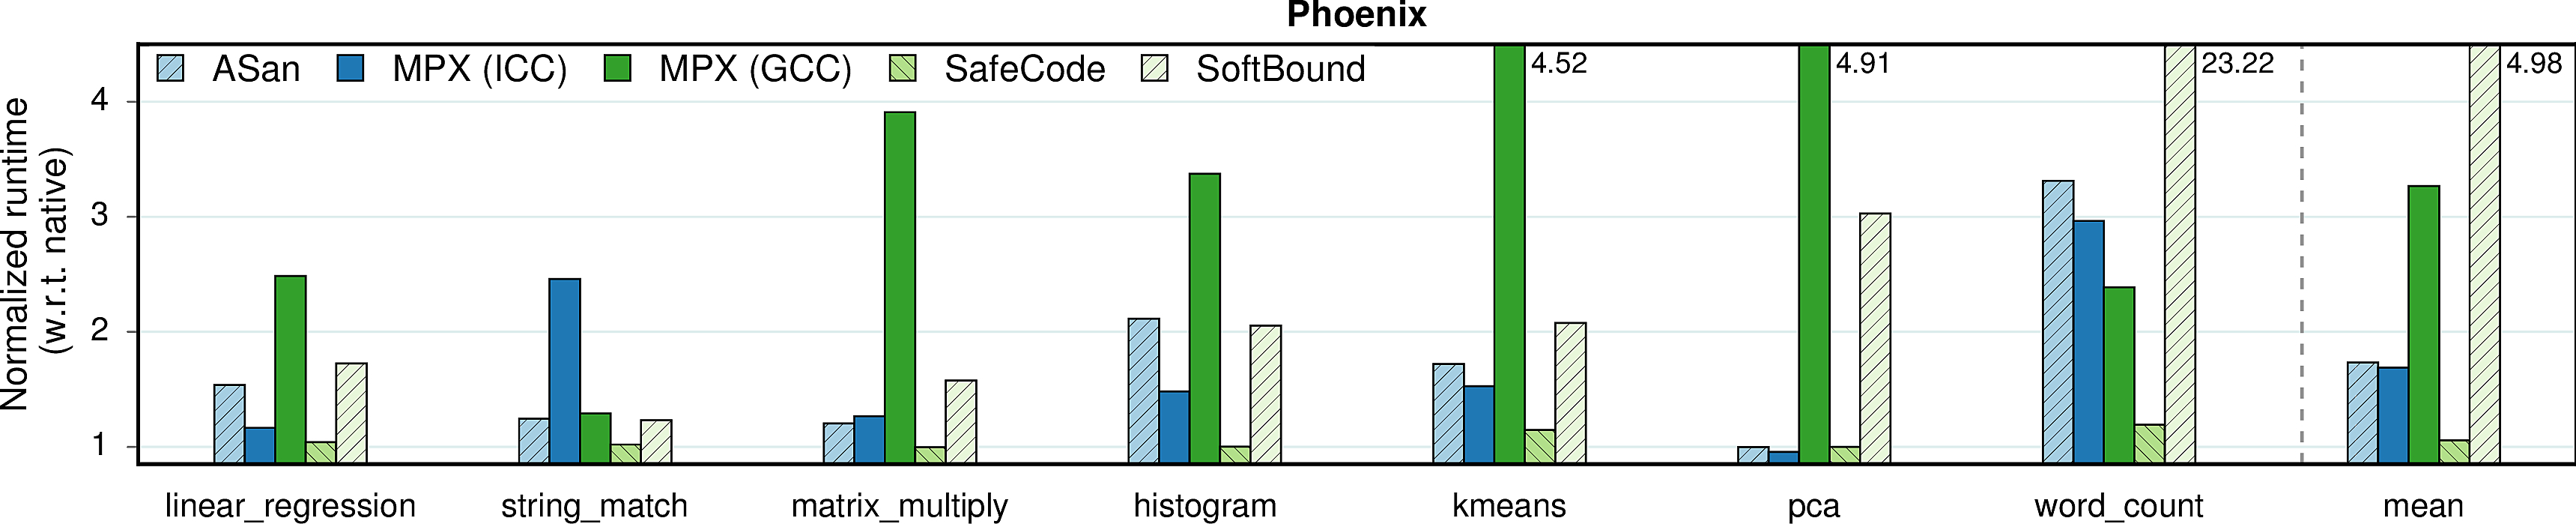 Phoenix
ASan MPX (ICC) MPX (GCC) SafeCode SoftBound
4.52 4.91 23.22 4.98
Normalized runtime
(w.r.t. native)
4
3
2
1
linear_regression string_match matrix_multiply histogram kmeans pca word_count mean